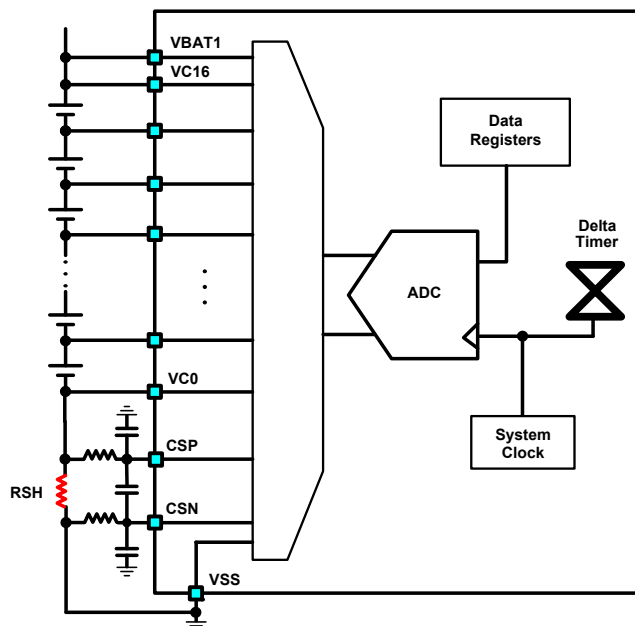 VBAT1
VC16
Data
Registers
Delta
Timer
ADC
VC0
CSP
System
Clock
RSH
CSN
VSS